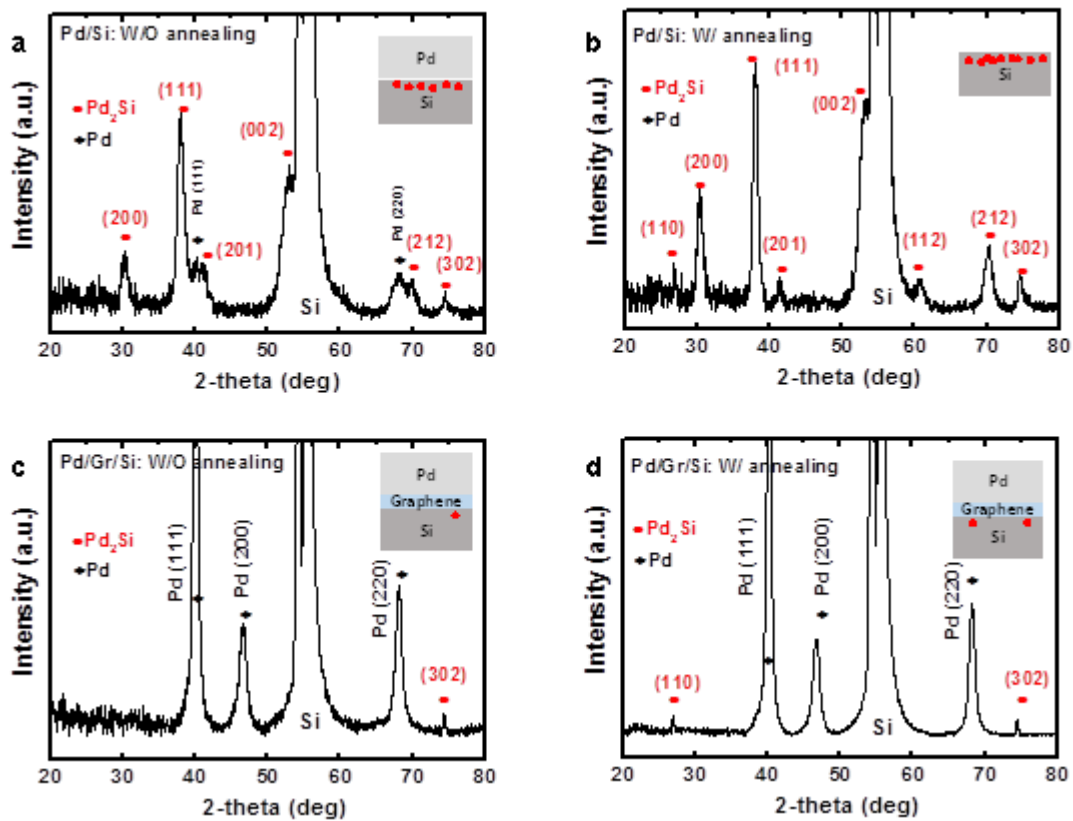 a
Pd/Si: W/O annealing
Pd
Si
Pd₂Si
Pd
(200)
(111)
Pd (111)
(201)
(002)
Si
Pd (220)
(212)
(302)
Intensity (a.u.)
20 30 40 50 60 70 80
2-theta (deg)
b
Pd/Si: W/ annealing
Si
Pd₂Si
Pd
(110)
(200)
(111)
(201)
(002)
Si
(112)
(212)
(302)
Intensity (a.u.)
20 30 40 50 60 70 80
2-theta (deg)
c
Pd/Gr/Si: W/O annealing
Pd
Graphene
Si
Pd₂Si
Pd
Pd (111)
Pd (200)
Si
Pd (220)
(302)
Intensity (a.u.)
20 30 40 50 60 70 80
2-theta (deg)
d
Pd/Gr/Si: W/ annealing
Pd
Graphene
Si
Pd₂Si
Pd
(110)
Pd (111)
Pd (200)
Si
Pd (220)
(302)
Intensity (a.u.)
20 30 40 50 60 70 80
2-theta (deg)